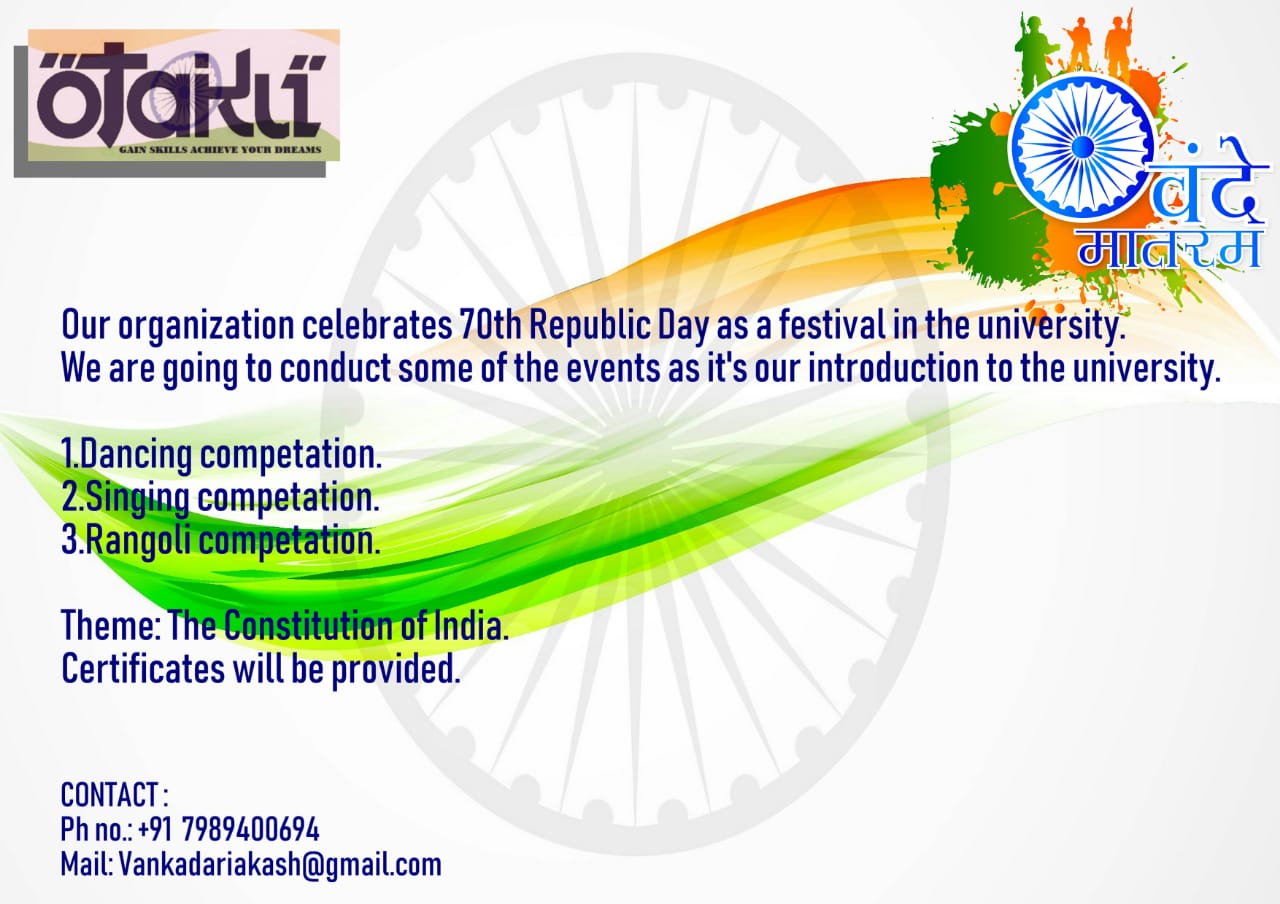 "OTAKU"
GAIN SKILLS ACHIEVE YOUR DREAMS
वंदे
मातरम
Our organization celebrates 70th Republic Day as a festival in the university.
We are going to conduct some of the events as it's our introduction to the university.
1.Dancing competation.
2.Singing competation.
3.Rangoli competation.
Theme: The Constitution of India.
Certificates will be provided.
CONTACT :
Ph no.: +91 7989400694
Mail: Vankadariakash@gmail.com